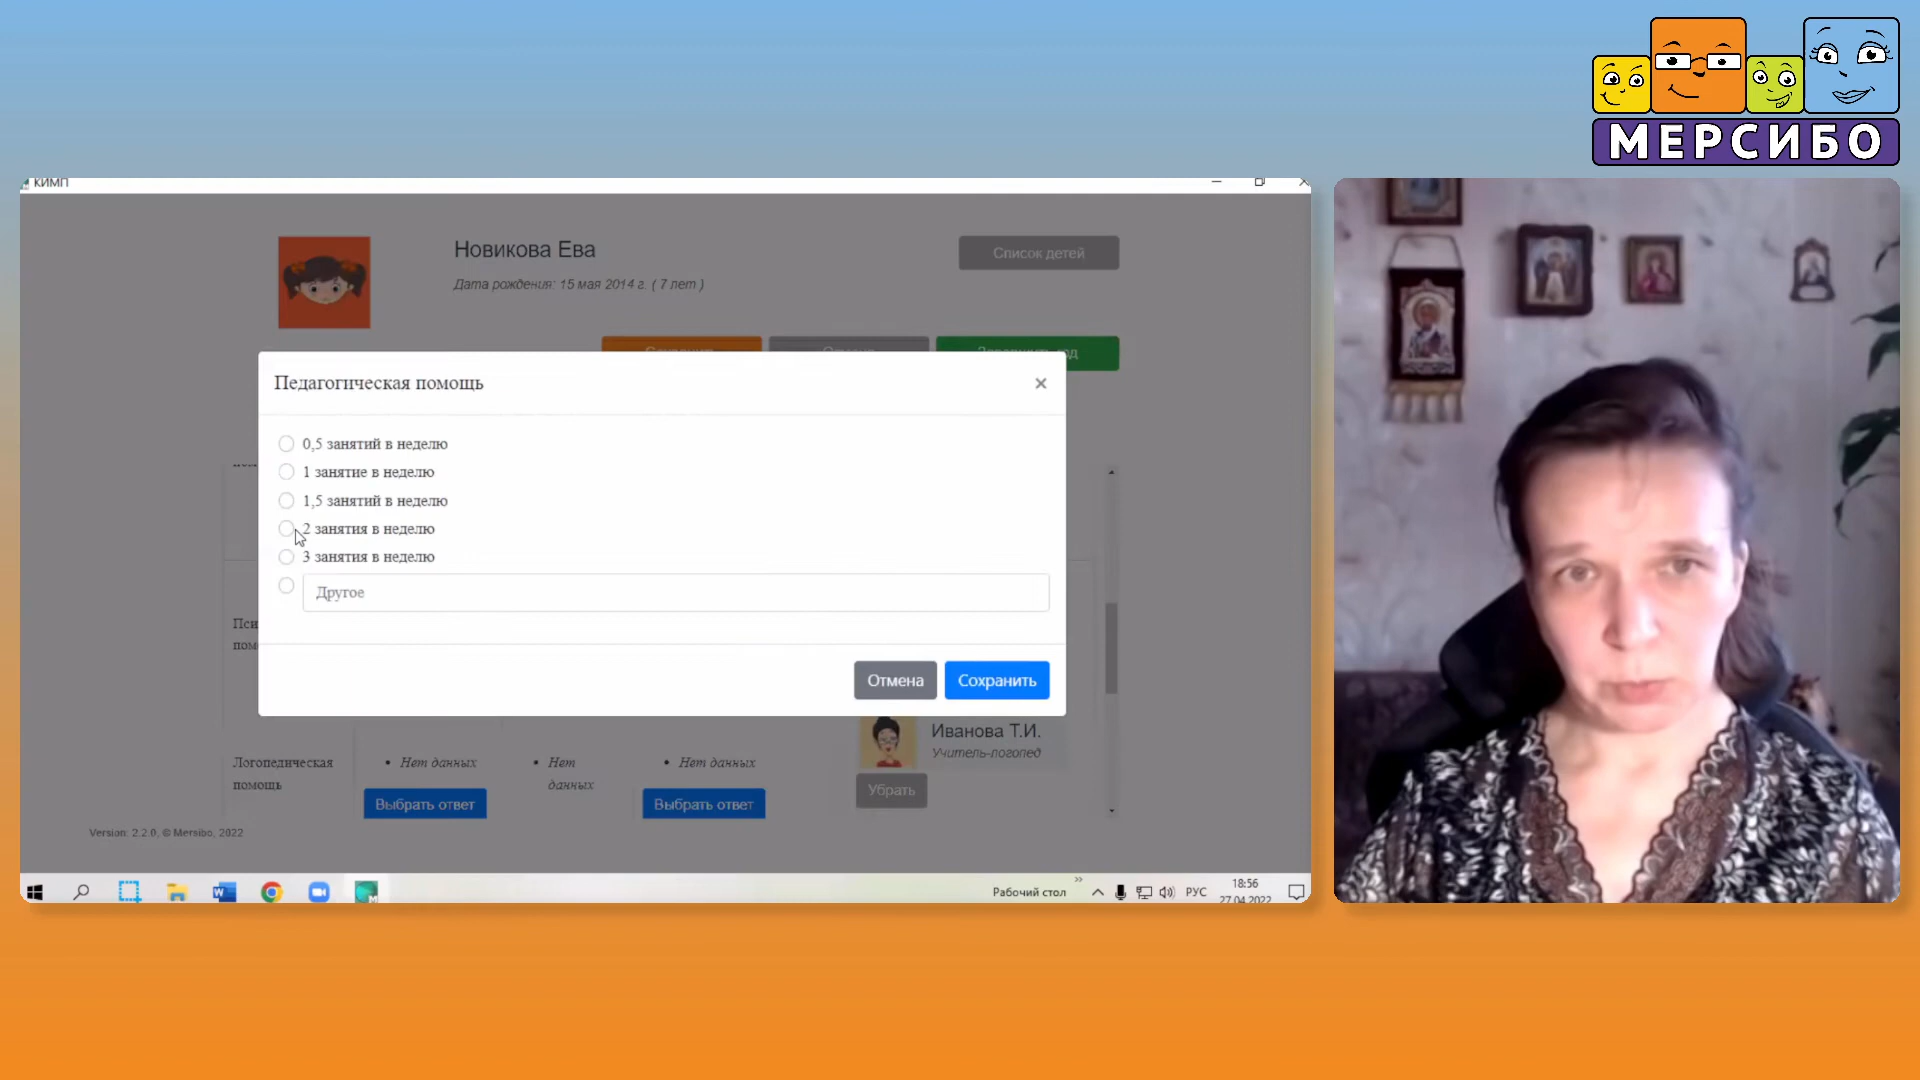 МЕРСИБО
КИМП
Новикова Ева
Список детей
Дата рождения: 15 мая 2014 г. ( 7 лет )
Педагогическая помощь
×
0,5 занятий в неделю
1 занятие в неделю
1,5 занятий в неделю
2 занятия в неделю
3 занятия в неделю
Другое
Отмена
Сохранить
Иванова Т.И.
Учитель-логопед
Убрать
Логопедическая
помощь
• Нет данных
• Нет
данных
• Нет данных
Выбрать ответ
Выбрать ответ
Version: 2.2.0, © Mersibo, 2022
Рабочий стол
РУС
18:56
27.04.2022